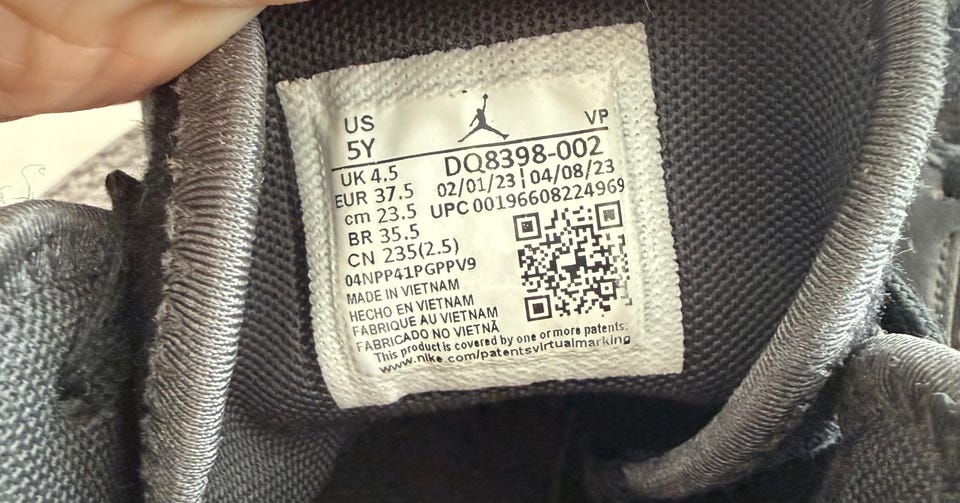 US VP
5Y DQ8398-002
UK 4.5 02/01/23 | 04/08/23
EUR 37.5 UPC 00196608224969
cm 23.5
BR 35.5
CN 235(2.5)
04NPP41PGPPV9
MADE IN VIETNAM
HECHO EN VIETNAM
FABRIQUE AU VIETNAM
FABRICADO NO VIETNÃ
This product is covered by one or more patents:
www.nike.com/patentsvirtualmarking